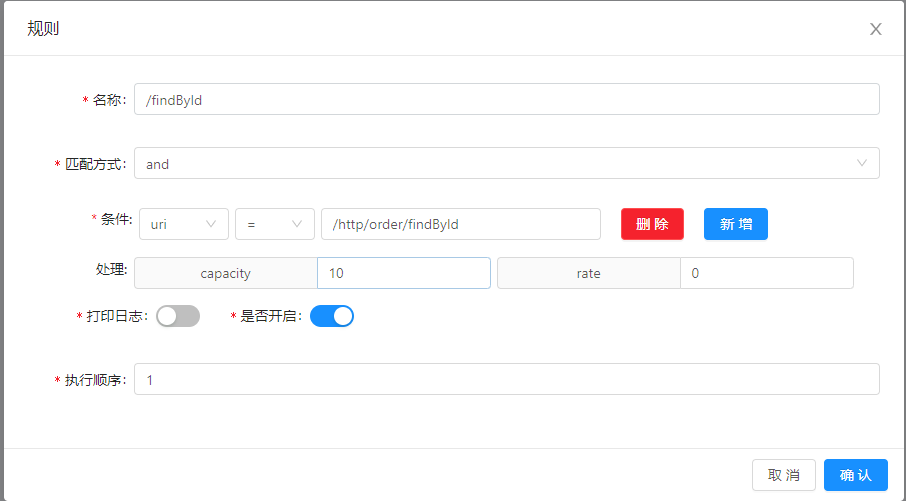 规则
* 名称: /findById
* 匹配方式: and
* 条件: uri = /http/order/findById 删 除 新 增
处理: capacity 10 rate 0
* 打印日志: * 是否开启:
* 执行顺序: 1
取 消 确 认